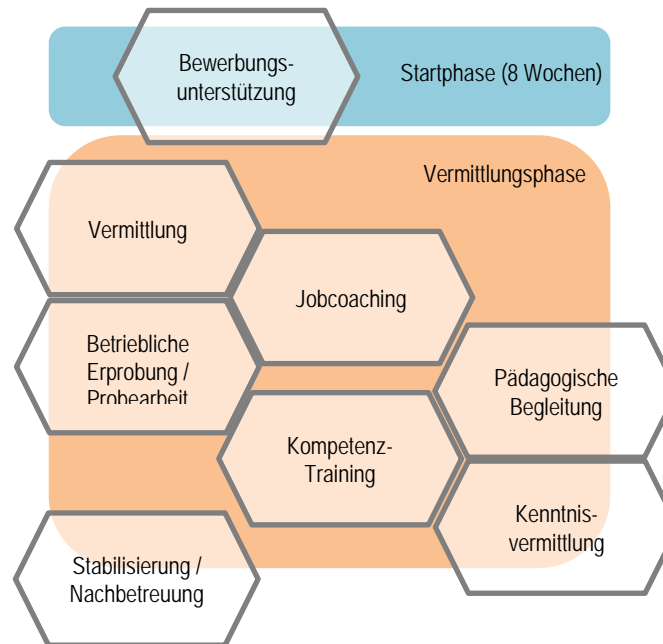 Bewerbungs-
unterstützung
Startphase (8 Wochen)
Vermittlungsphase
Vermittlung
Jobcoaching
Betriebliche
Erprobung /
Probearbeit
Pädagogische
Begleitung
Kompetenz-
Training
Kenntnis-
vermittlung
Stabilisierung /
Nachbetreuung